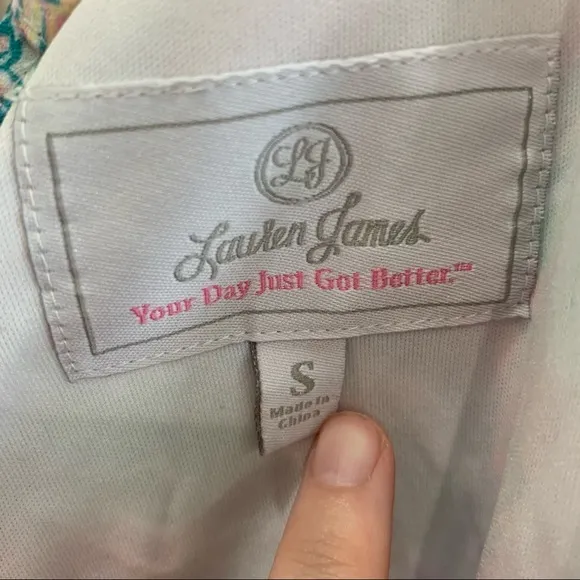 LJ
Lauren James
Your Day Just Got Better.™
S
Made in
China